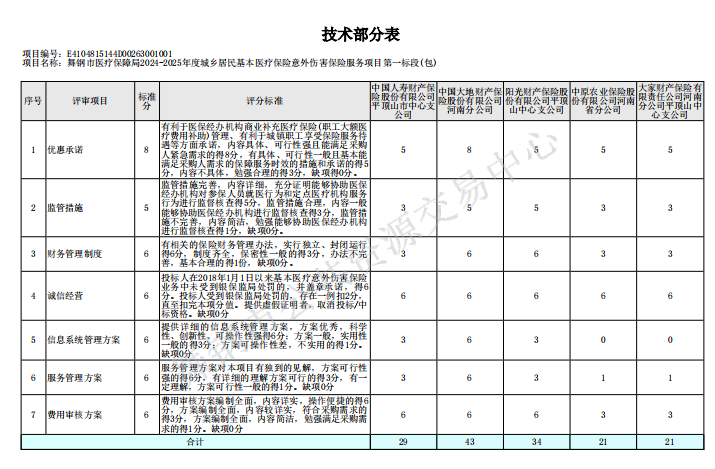 技术部分表
项目编号：E4104815144D00263001001
项目名称：舞钢市医疗保障局2024-2025年度城乡居民基本医疗保险意外伤害保险服务项目第一标段(包)
序号 评审项目 标准分 评分标准 中国人寿财产保险股份有限公司平顶山市中心支公司 中国大地财产保险股份有限公司河南分公司 阳光财产保险股份有限公司平顶山中心支公司 中原农业保险股份有限公司河南省分公司 大家财产保险有限责任公司河南分公司平顶山中心支公司
1 优惠承诺 8 有利于医保经办机构商业补充医疗保险(职工大额医疗费用补助)管理、有利于城镇职工享受保险服务待遇等方面承诺，内容具体、可行性强且能满足采购人紧急需求的得8分，有具体、可行性一般且基本能满足采购人需求的保障服务时效的措施和承诺的得5分，内容不具体，勉强合理的得3分，缺项得0分。 5 8 5 5 5
2 监管措施 5 监管措施完善，内容详细，充分证明能够协助医保经办机构对参保人员就医行为和定点医疗机构服务行为进行监督核查得5分，监管措施合理，内容一般能够协助医保经办机构进行监督核查得3分，监管措施不完善，内容简洁，勉强能够协助医保经办机构进行监督核查得1分，缺项0分。 3 5 5 3 3
3 财务管理制度 6 有相关的保险财务管理办法，实行独立、封闭运行得6分，制度齐全，保密性一般的得3分，办法不完善，基本合理的得1份，缺项0分。 3 6 6 3 3
4 诚信经营 6 投标人在2018年1月1日以来基本医疗意外伤害保险业务中未受到银保监局处罚的，并盖章承诺，得6分。投标人受到银保监局处罚的，存在一例扣2分，直至扣完本项分值。提供虚假证明者，取消投标/中标资格。缺项0分 6 6 6 6 6
5 信息系统管理方案 6 提供详细的信息系统管理方案，方案优秀，科学性、创新性、可操作性强得6分；方案一般，实用性一般的得3分；方案可操作性差，不实用的得1分。缺项0分 3 6 3 0 0
6 服务管理方案 6 服务管理方案对本项目有独到的见解，方案可行性强的得6分，有详细的理解方案可行的得3分，有一定理解，方案可行性一般的得1分。缺项0分 3 6 3 1 1
7 费用审核方案 6 费用审核方案编制全面，内容详实，操作便捷的得6分，方案编制全面，内容较详实，符合采购需求的得3分，方案编制全面，内容简洁，勉强满足采购需求的得1分。缺项0分 6 6 6 3 3
合计 29 43 34 21 21